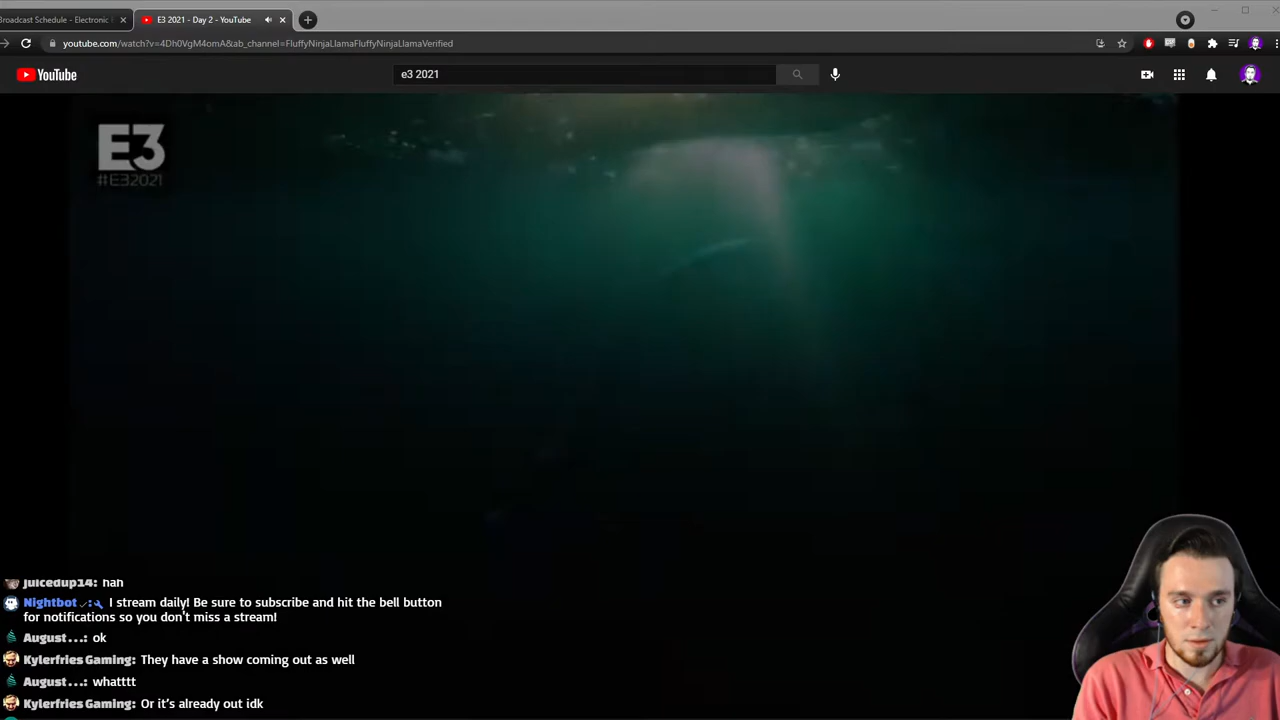 Broadcast Schedule - Electronic
E3 2021 - Day 2 - YouTube
youtube.com/watch?v=4Dh0VgM4omA&ab_channel=FluffyNinjaLlamaFluffyNinjaLlamaVerified
YouTube
e3 2021
E3
#E32021
juicedup14: hah
Nightbot : I stream daily! Be sure to subscribe and hit the bell button
for notifications so you don't miss a stream!
August...: ok
Kylerfries Gaming: They have a show coming out as well
August...: whatttt
Kylerfries Gaming: Or it's already out idk